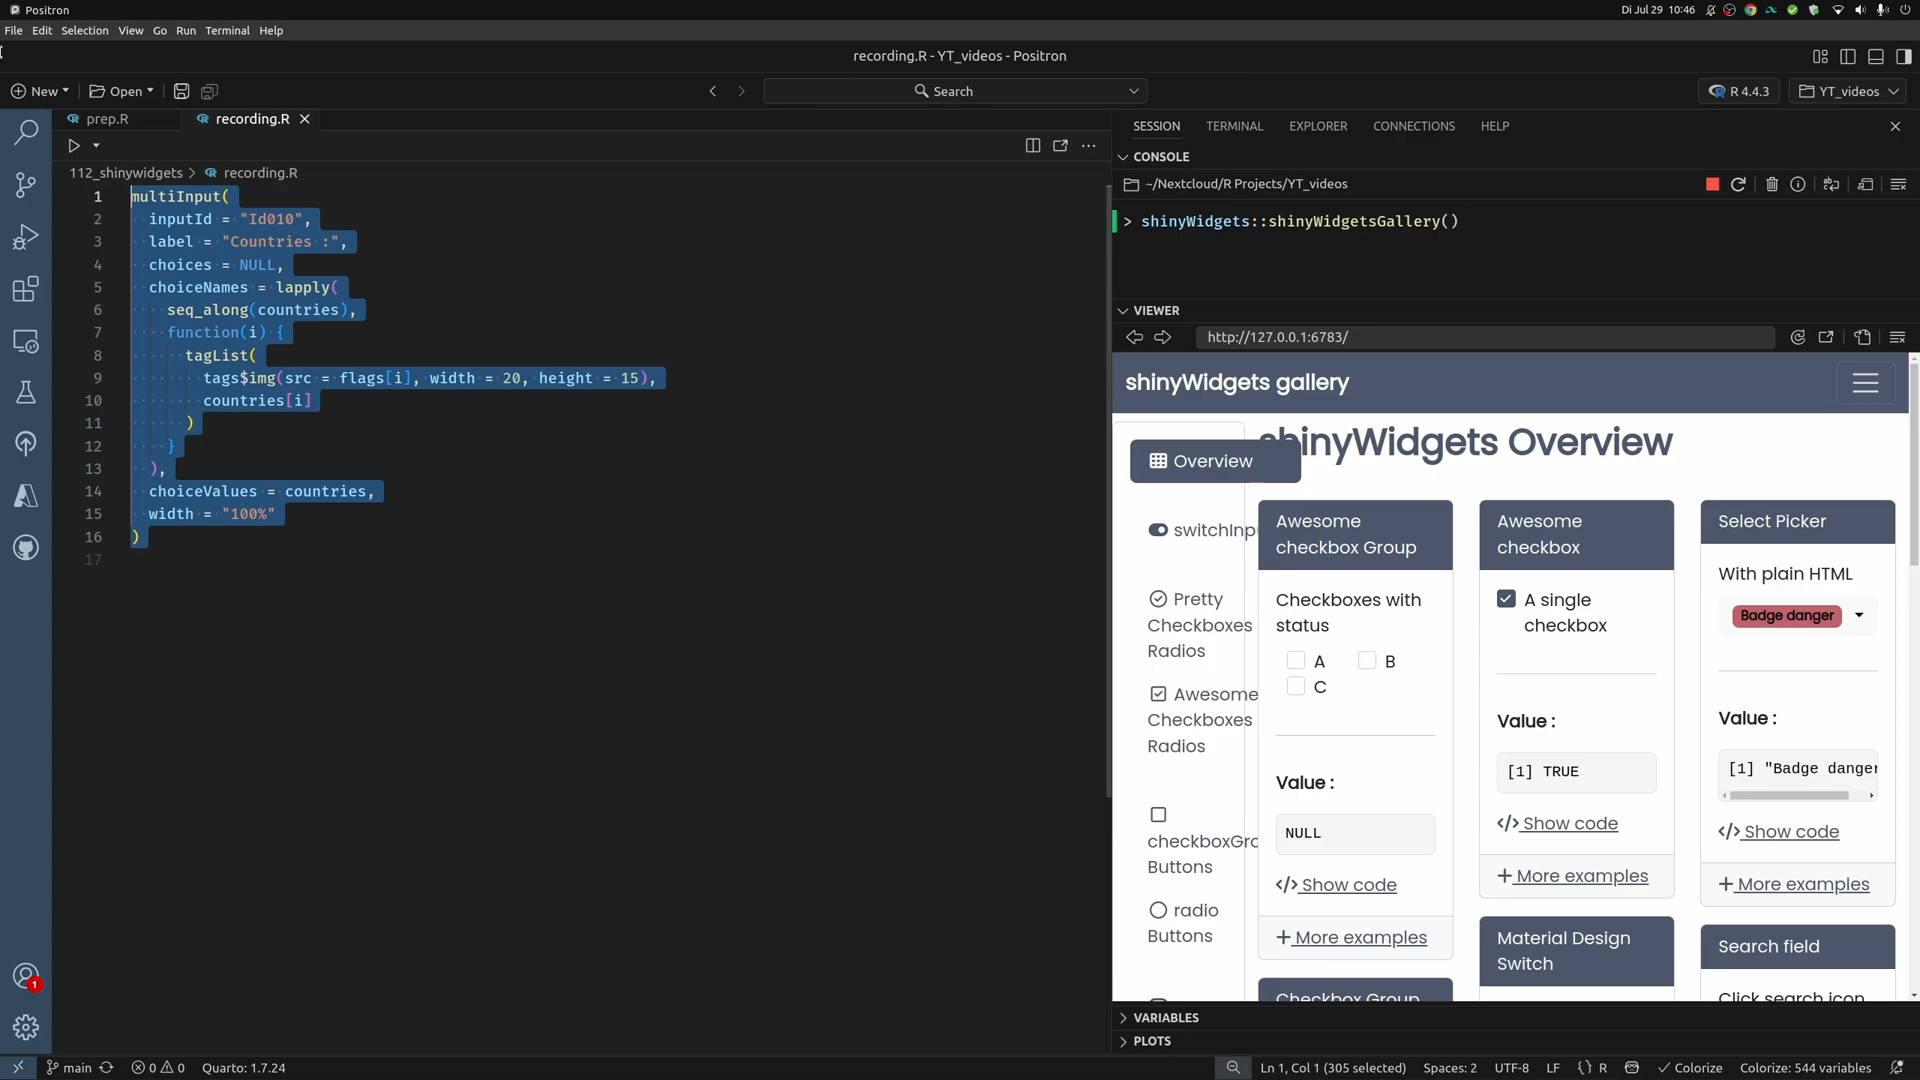 Positron
Di Jul 29 10:46
File Edit Selection View Go Run Terminal Help
recording.R - YT_videos - Positron
New Open Search R 4.4.3 YT_videos
prep.R recording.R
112_shinywidgets > recording.R
1 multiInput(
2 inputId = "Id010",
3 label = "Countries :",
4 choices = NULL,
5 choiceNames = lapply(
6 seq_along(countries),
7 function(i) {
8 tagList(
9 tags$img(src = flags[i], width = 20, height = 15),
10 countries[i]
11 )
12 }
13 ),
14 choiceValues = countries,
15 width = "100%"
16 )
17
SESSION TERMINAL EXPLORER CONNECTIONS HELP
CONSOLE
~/Nextcloud/R Projects/YT_videos
> shinyWidgets::shinyWidgetsGallery()
VIEWER
http://127.0.0.1:6783/
shinyWidgets gallery
shinyWidgets Overview
Overview
switchInp
Pretty
Checkboxes
Radios
Awesome
Checkboxes
Radios
checkboxGro
Buttons
radio
Buttons
Awesome
checkbox Group
Checkboxes with
status
A B
C
Value :
NULL
</> Show code
+ More examples
Checkbox Group
Awesome
checkbox
A single
checkbox
Value :
[1] TRUE
</> Show code
+ More examples
Material Design
Switch
Select Picker
With plain HTML
Badge danger
Value :
[1] "Badge danger
</> Show code
+ More examples
Search field
Click search icon
VARIABLES
PLOTS
1
main 0 0 Quarto: 1.7.24
Ln 1, Col 1 (305 selected) Spaces: 2 UTF-8 LF {} R Colorize Colorize: 544 variables